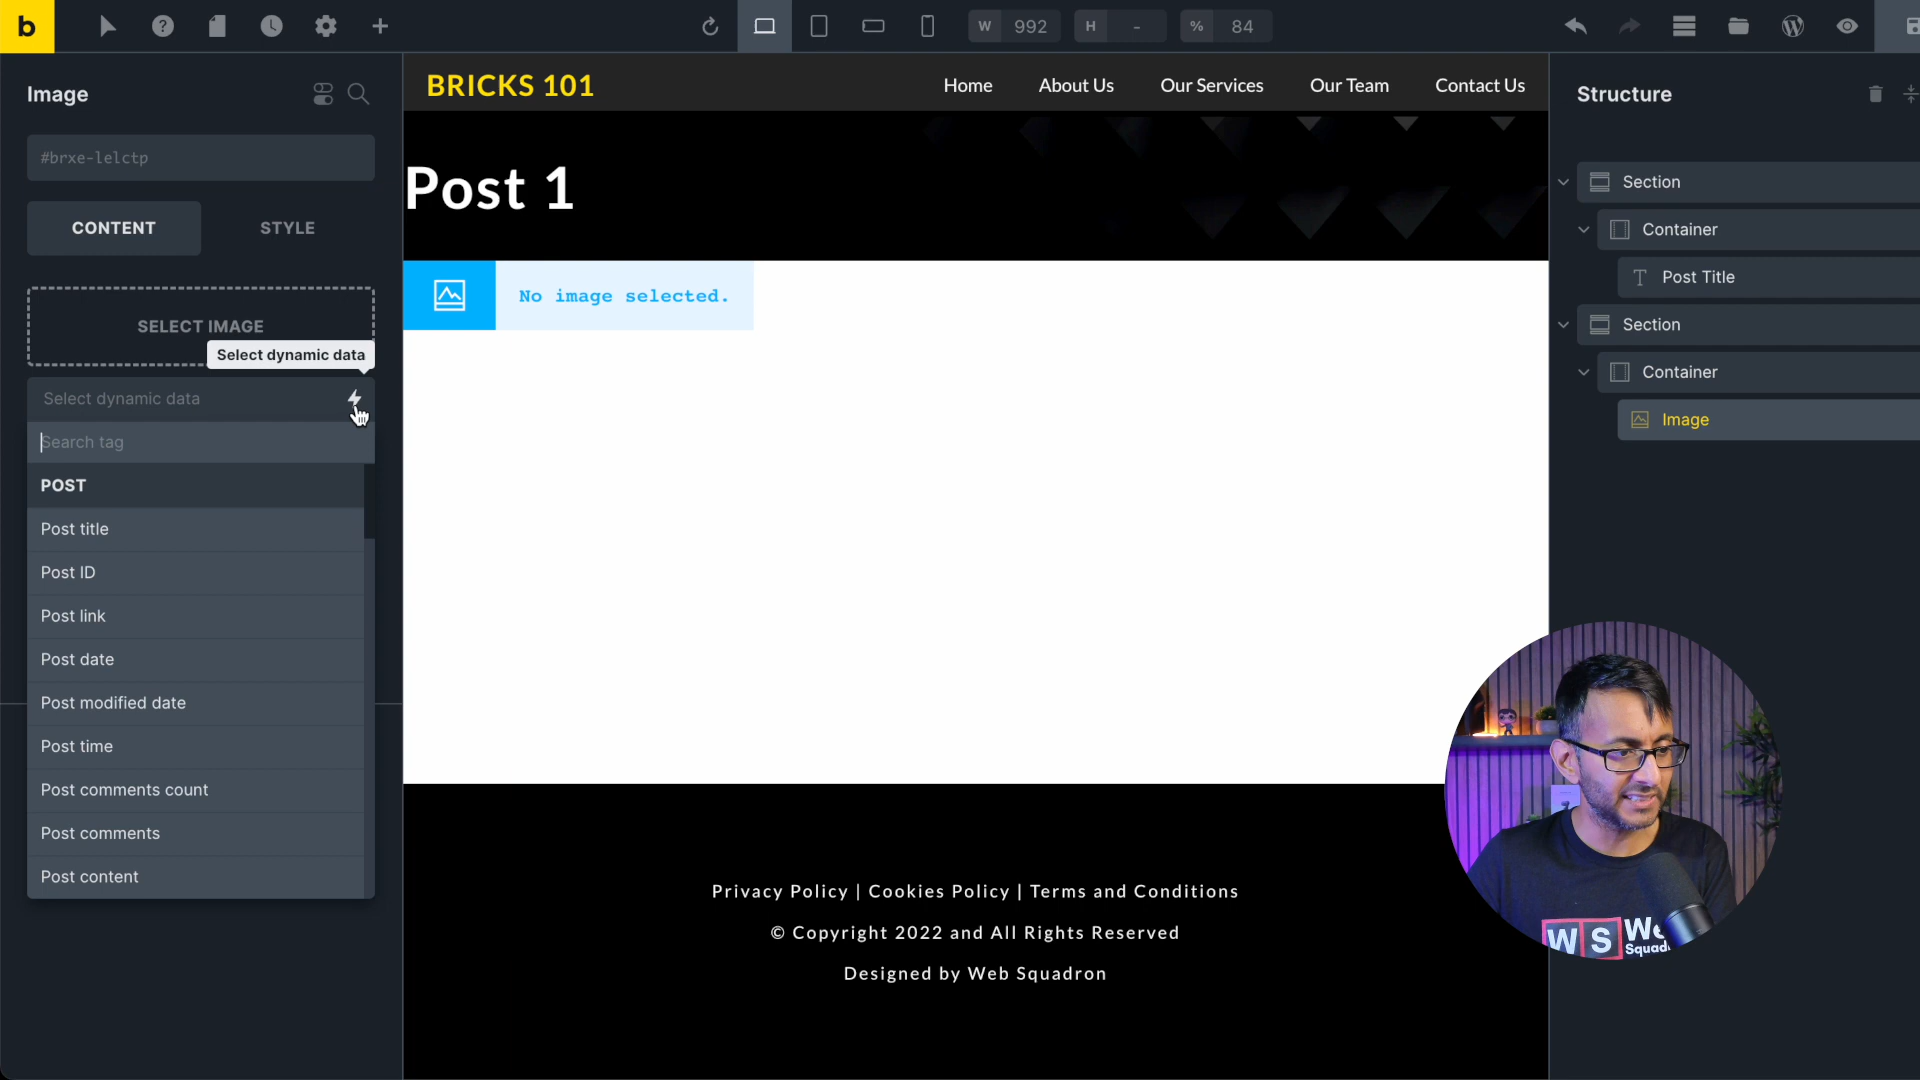 b
W 992
H -
% 84
Image
#brxe-lelctp
CONTENT
STYLE
SELECT IMAGE
Select dynamic data
Select dynamic data
Search tag
POST
Post title
Post ID
Post link
Post date
Post modified date
Post time
Post comments count
Post comments
Post content
BRICKS 101
Home
About Us
Our Services
Our Team
Contact Us
Post 1
No image selected.
Privacy Policy | Cookies Policy | Terms and Conditions
© Copyright 2022 and All Rights Reserved
Designed by Web Squadron
Structure
Section
Container
Post Title
Section
Container
Image
WS